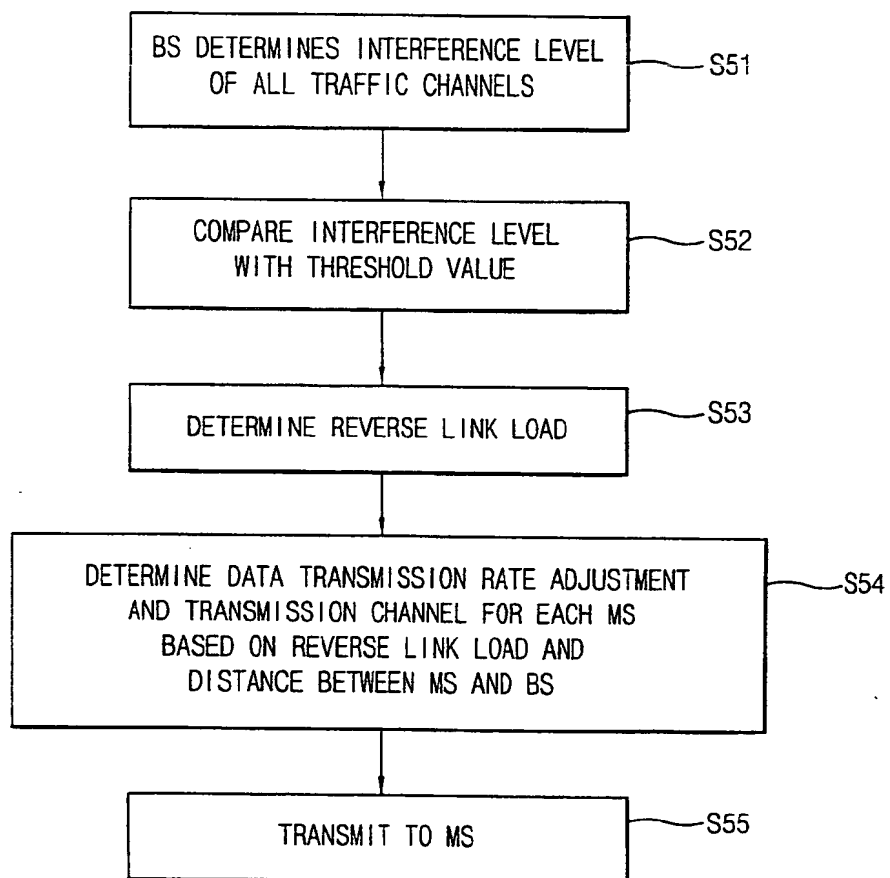 BS DETERMINES INTERFERENCE LEVEL
OF ALL TRAFFIC CHANNELS
S51
COMPARE INTERFERENCE LEVEL
WITH THRESHOLD VALUE
S52
DETERMINE REVERSE LINK LOAD
S53
DETERMINE DATA TRANSMISSION RATE ADJUSTMENT
AND TRANSMISSION CHANNEL FOR EACH MS
BASED ON REVERSE LINK LOAD AND
DISTANCE BETWEEN MS AND BS
S54
TRANSMIT TO MS
S55